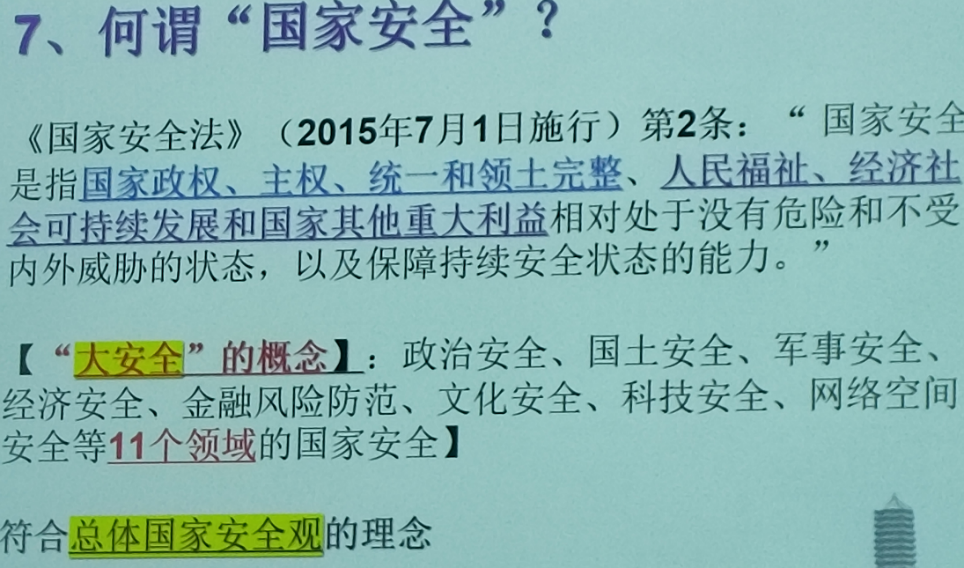 7、何谓“国家安全”？
《国家安全法》（2015年7月1日施行）第2条：“国家安全
是指国家政权、主权、统一和领土完整、人民福祉、经济社
会可持续发展和国家其他重大利益相对处于没有危险和不受
内外威胁的状态，以及保障持续安全状态的能力。”
【“大安全”的概念】：政治安全、国土安全、军事安全、
经济安全、金融风险防范、文化安全、科技安全、网络空间
安全等11个领域的国家安全】
符合总体国家安全观的理念